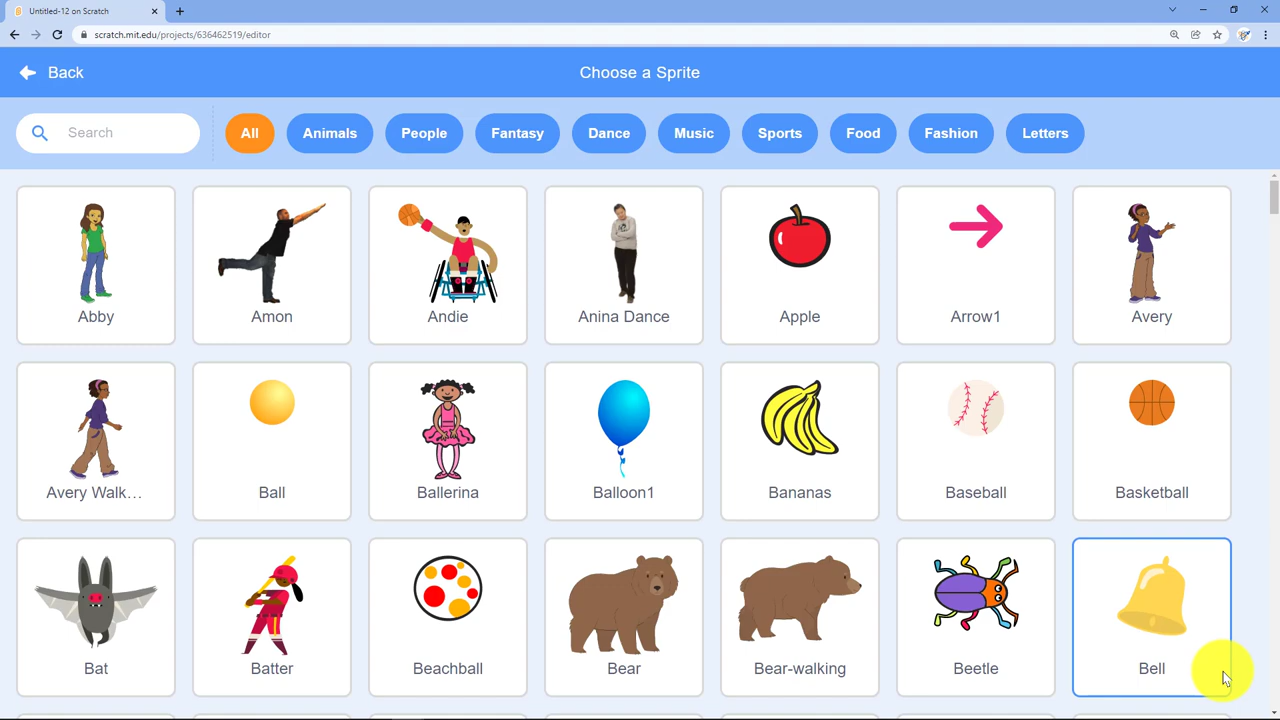 Untitled-12 on Scratch
scratch.mit.edu/projects/636462519/editor
Back
Choose a Sprite
Search
All
Animals
People
Fantasy
Dance
Music
Sports
Food
Fashion
Letters
Abby
Amon
Andie
Anina Dance
Apple
Arrow1
Avery
Avery Walk...
Ball
Ballerina
Balloon1
Bananas
Baseball
Basketball
Bat
Batter
Beachball
Bear
Bear-walking
Beetle
Bell